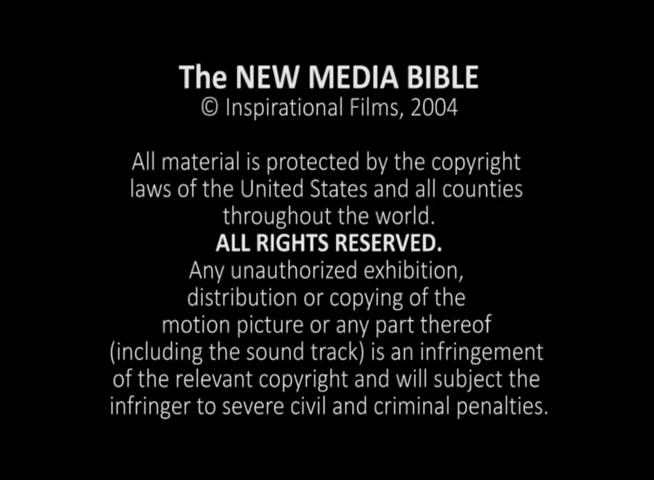 The NEW MEDIA BIBLE
© Inspirational Films, 2004
All material is protected by the copyright
laws of the United States and all counties
throughout the world.
ALL RIGHTS RESERVED.
Any unauthorized exhibition,
distribution or copying of the
motion picture or any part thereof
(including the sound track) is an infringement
of the relevant copyright and will subject the
infringer to severe civil and criminal penalties.